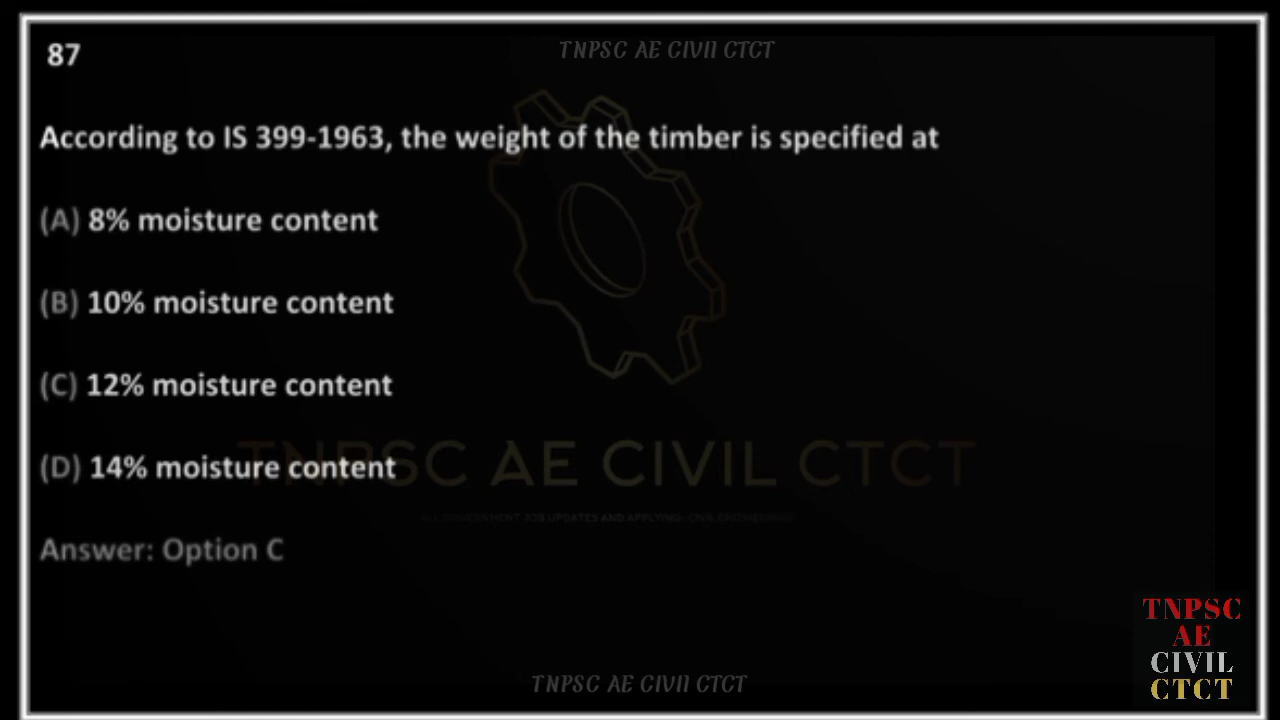 TNPSC AE CIVIl CTCT
87
According to IS 399-1963, the weight of the timber is specified at
(A) 8% moisture content
(B) 10% moisture content
(C) 12% moisture content
TNPSC AE CIVIL CTCT
(D) 14% moisture content
Answer: Option C
TNPSC
AE
CIVIL
CTCT
TNPSC AE CIVIl CTCT